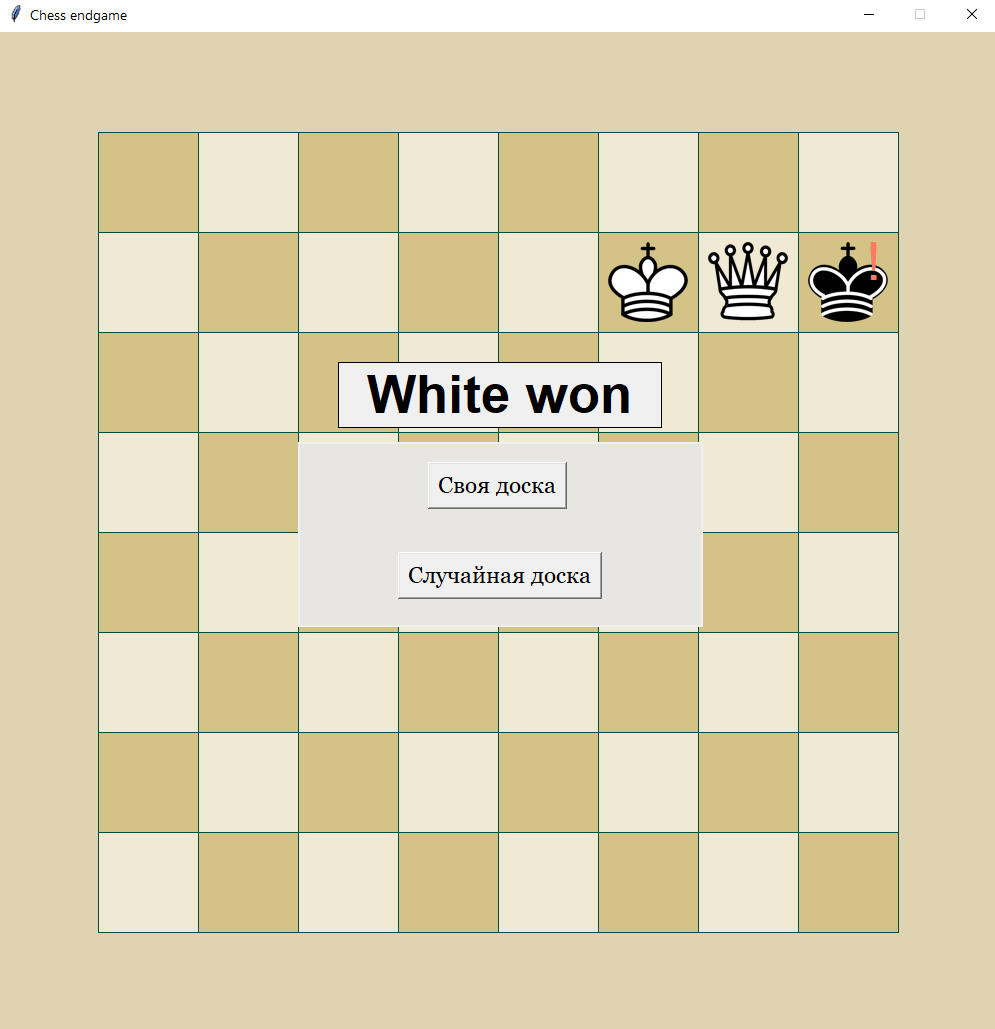 Chess endgame
!
White won
Своя доска
Случайная доска